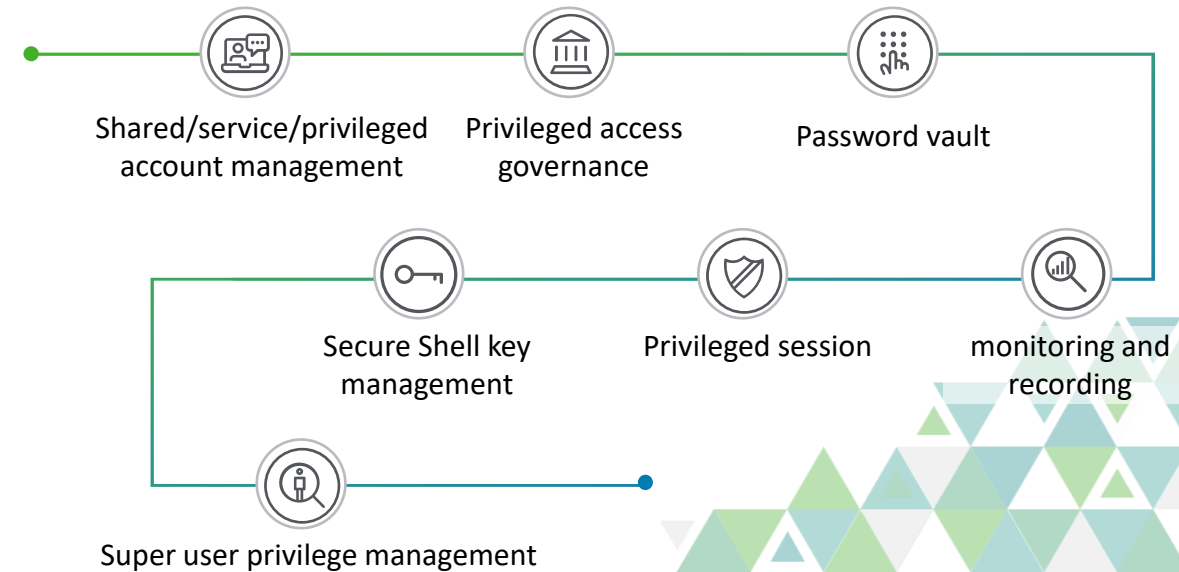 Shared/service/privileged
account management
Privileged access
governance
Password vault
Secure Shell key
management
Privileged session
monitoring and
recording
Super user privilege management